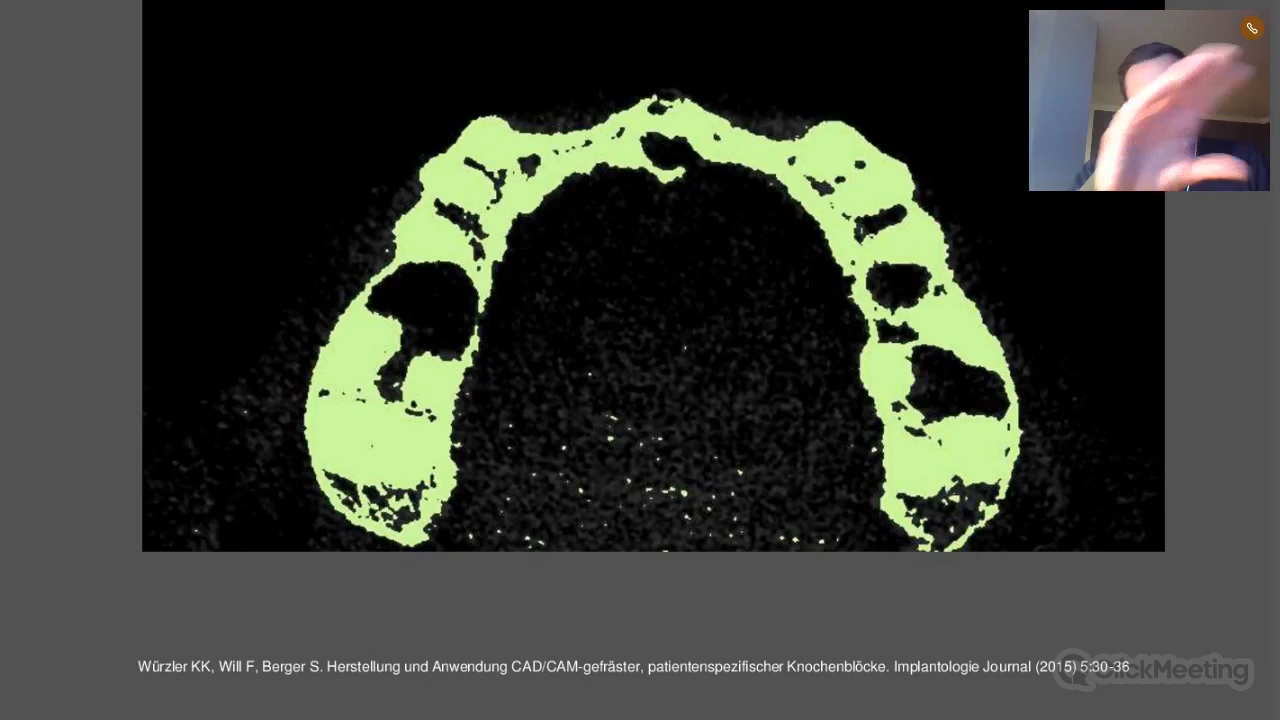 Würzler KK, Will F, Berger S. Herstellung und Anwendung CAD/CAM-gefräster, patientenspezifischer Knochenblöcke. Implantologie Journal (2015) 5:30-36
ClickMeeting